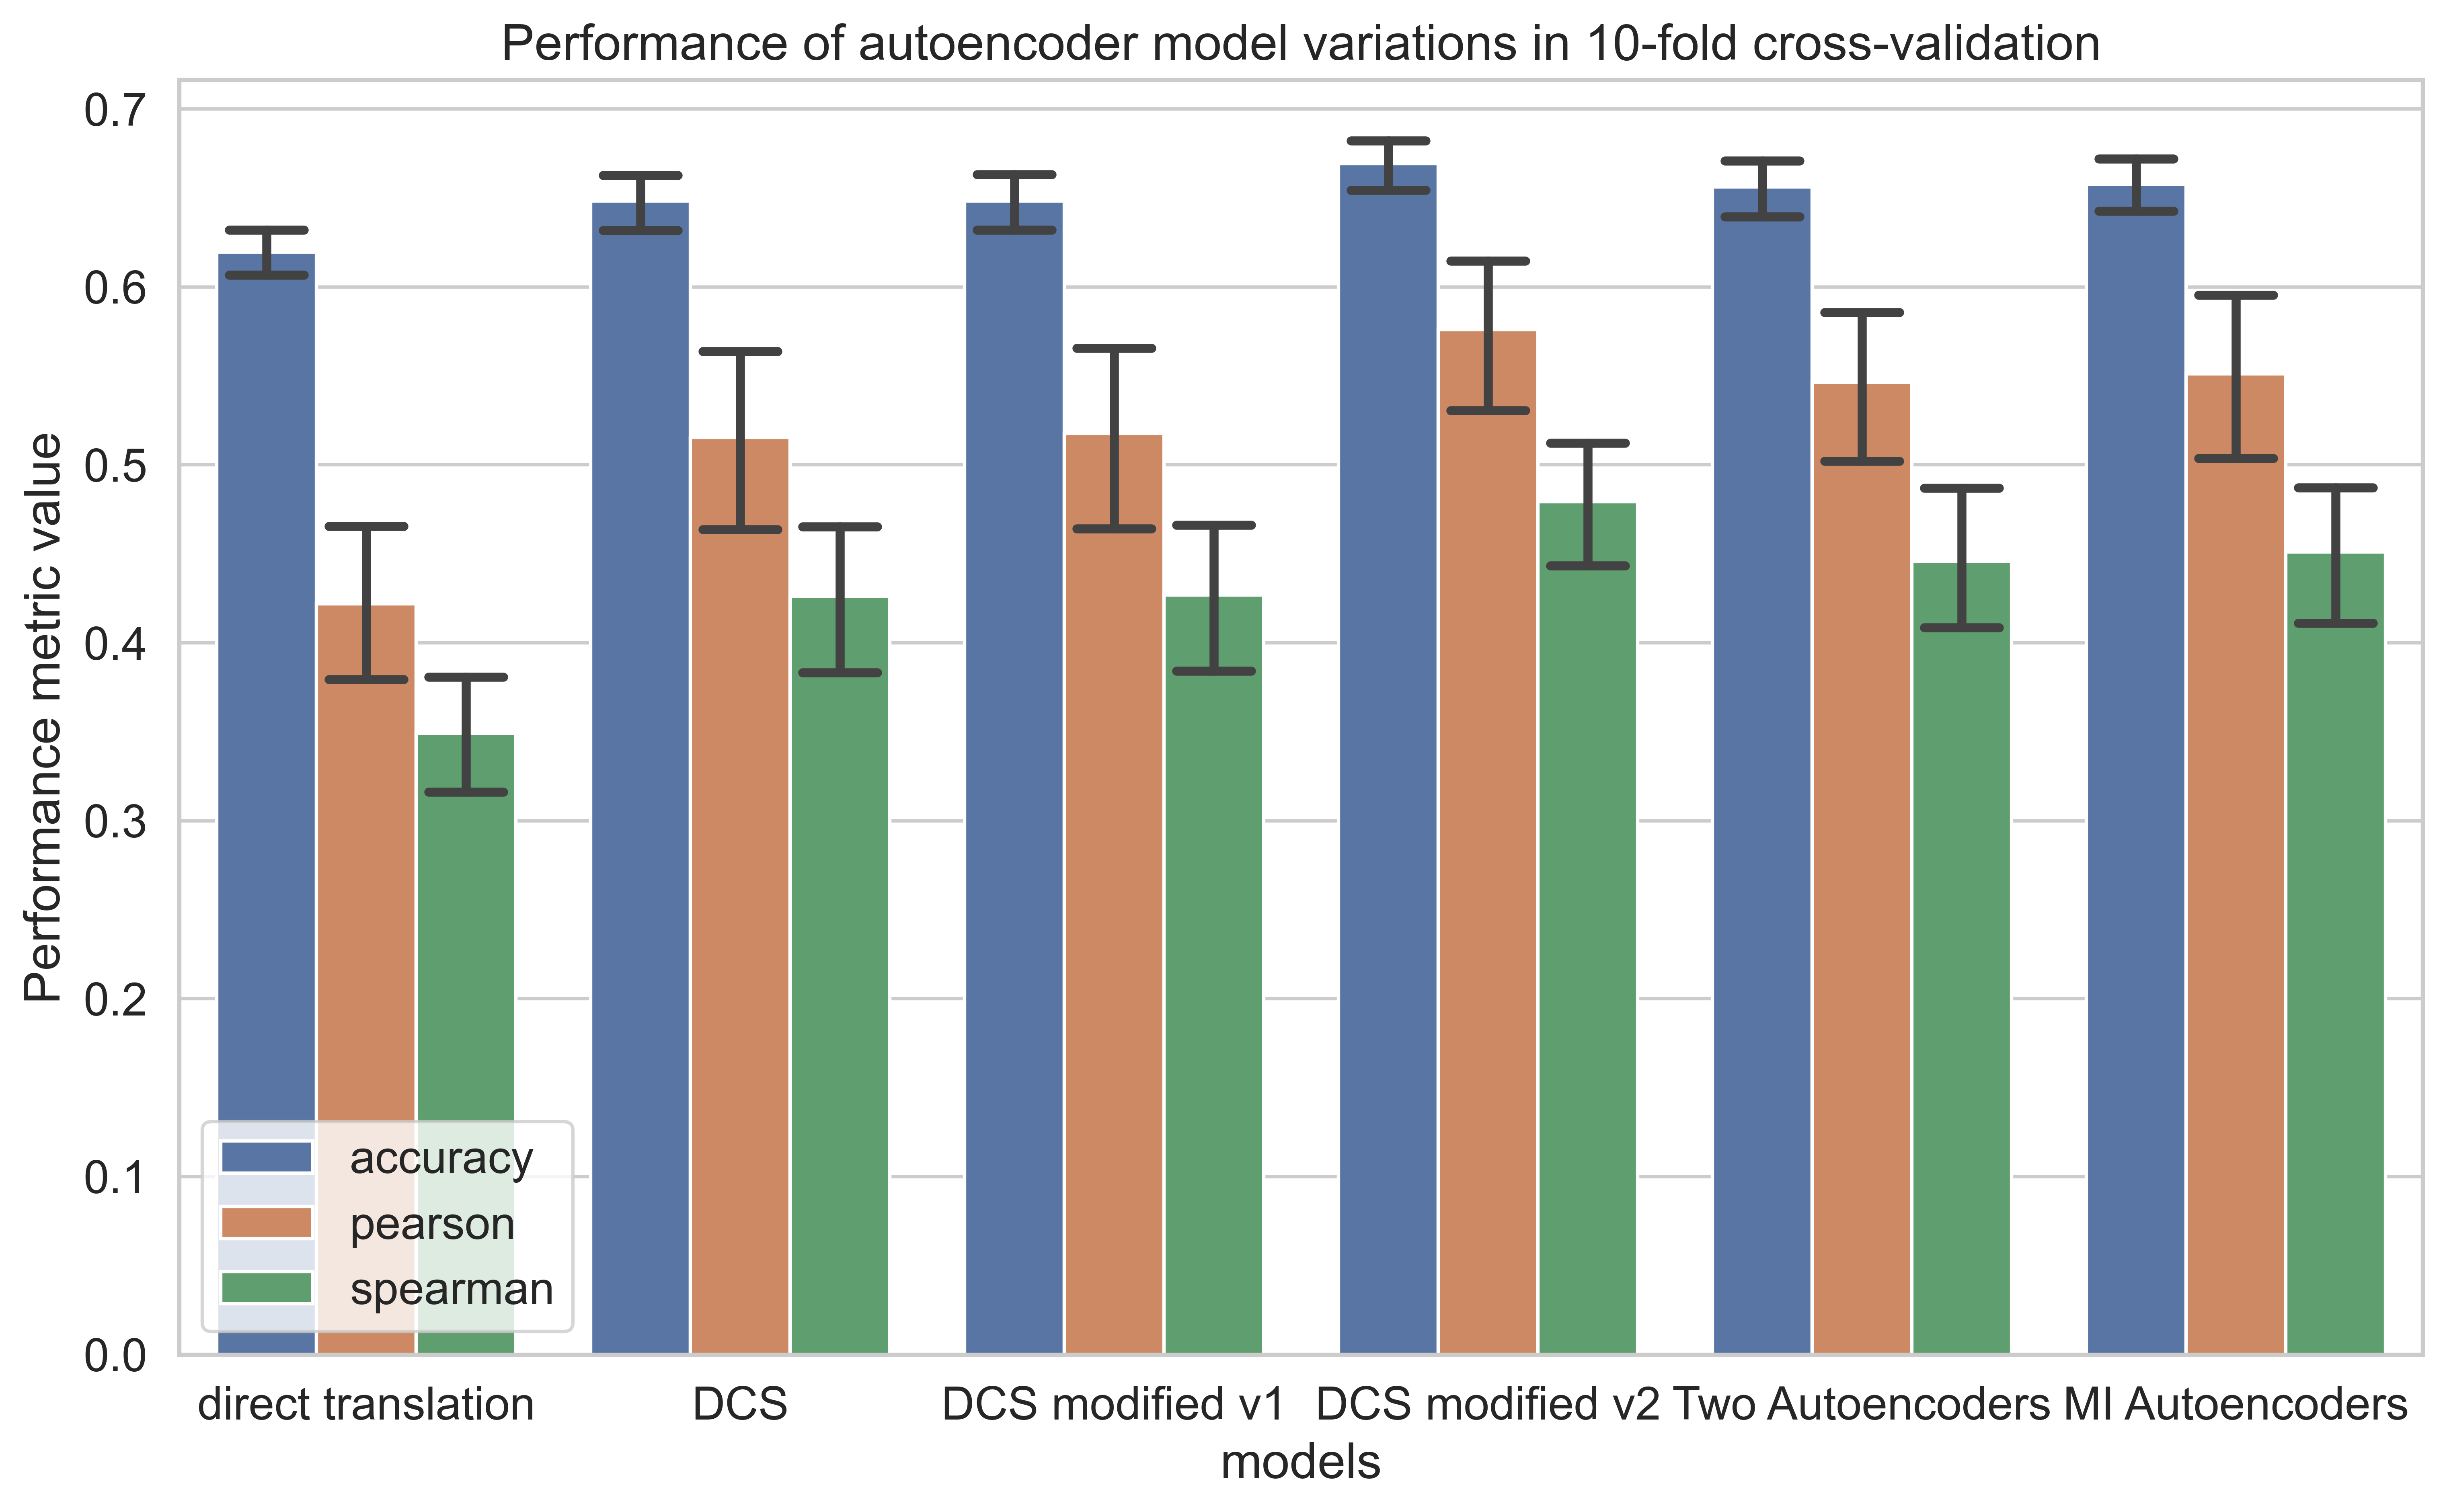 Performance of autoencoder model variations in 10-fold cross-validation
Performance metric value
0.7
0.6
0.5
0.4
0.3
0.2
0.1
0.0
accuracy
pearson
spearman
direct translation
DCS
DCS modified v1
DCS modified v2
Two Autoencoders
MI Autoencoders
models